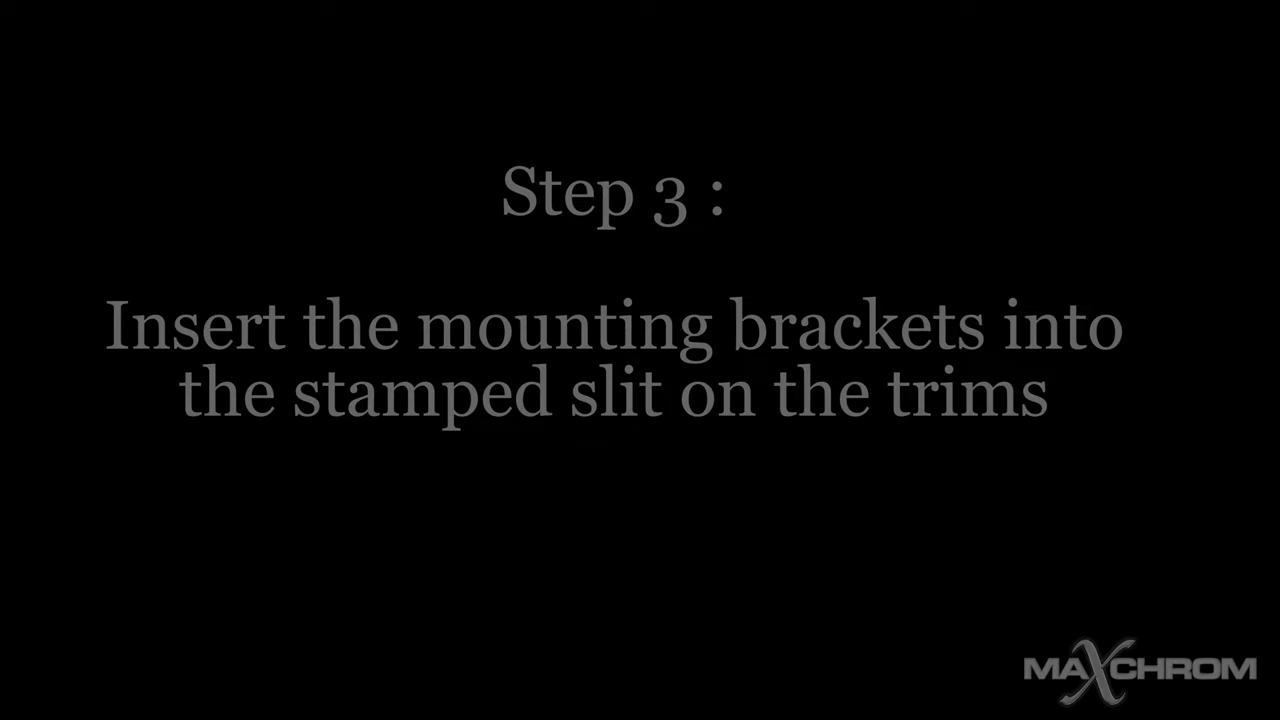 Step 3 :
Insert the mounting brackets into
the stamped slit on the trims
MAXCHROM